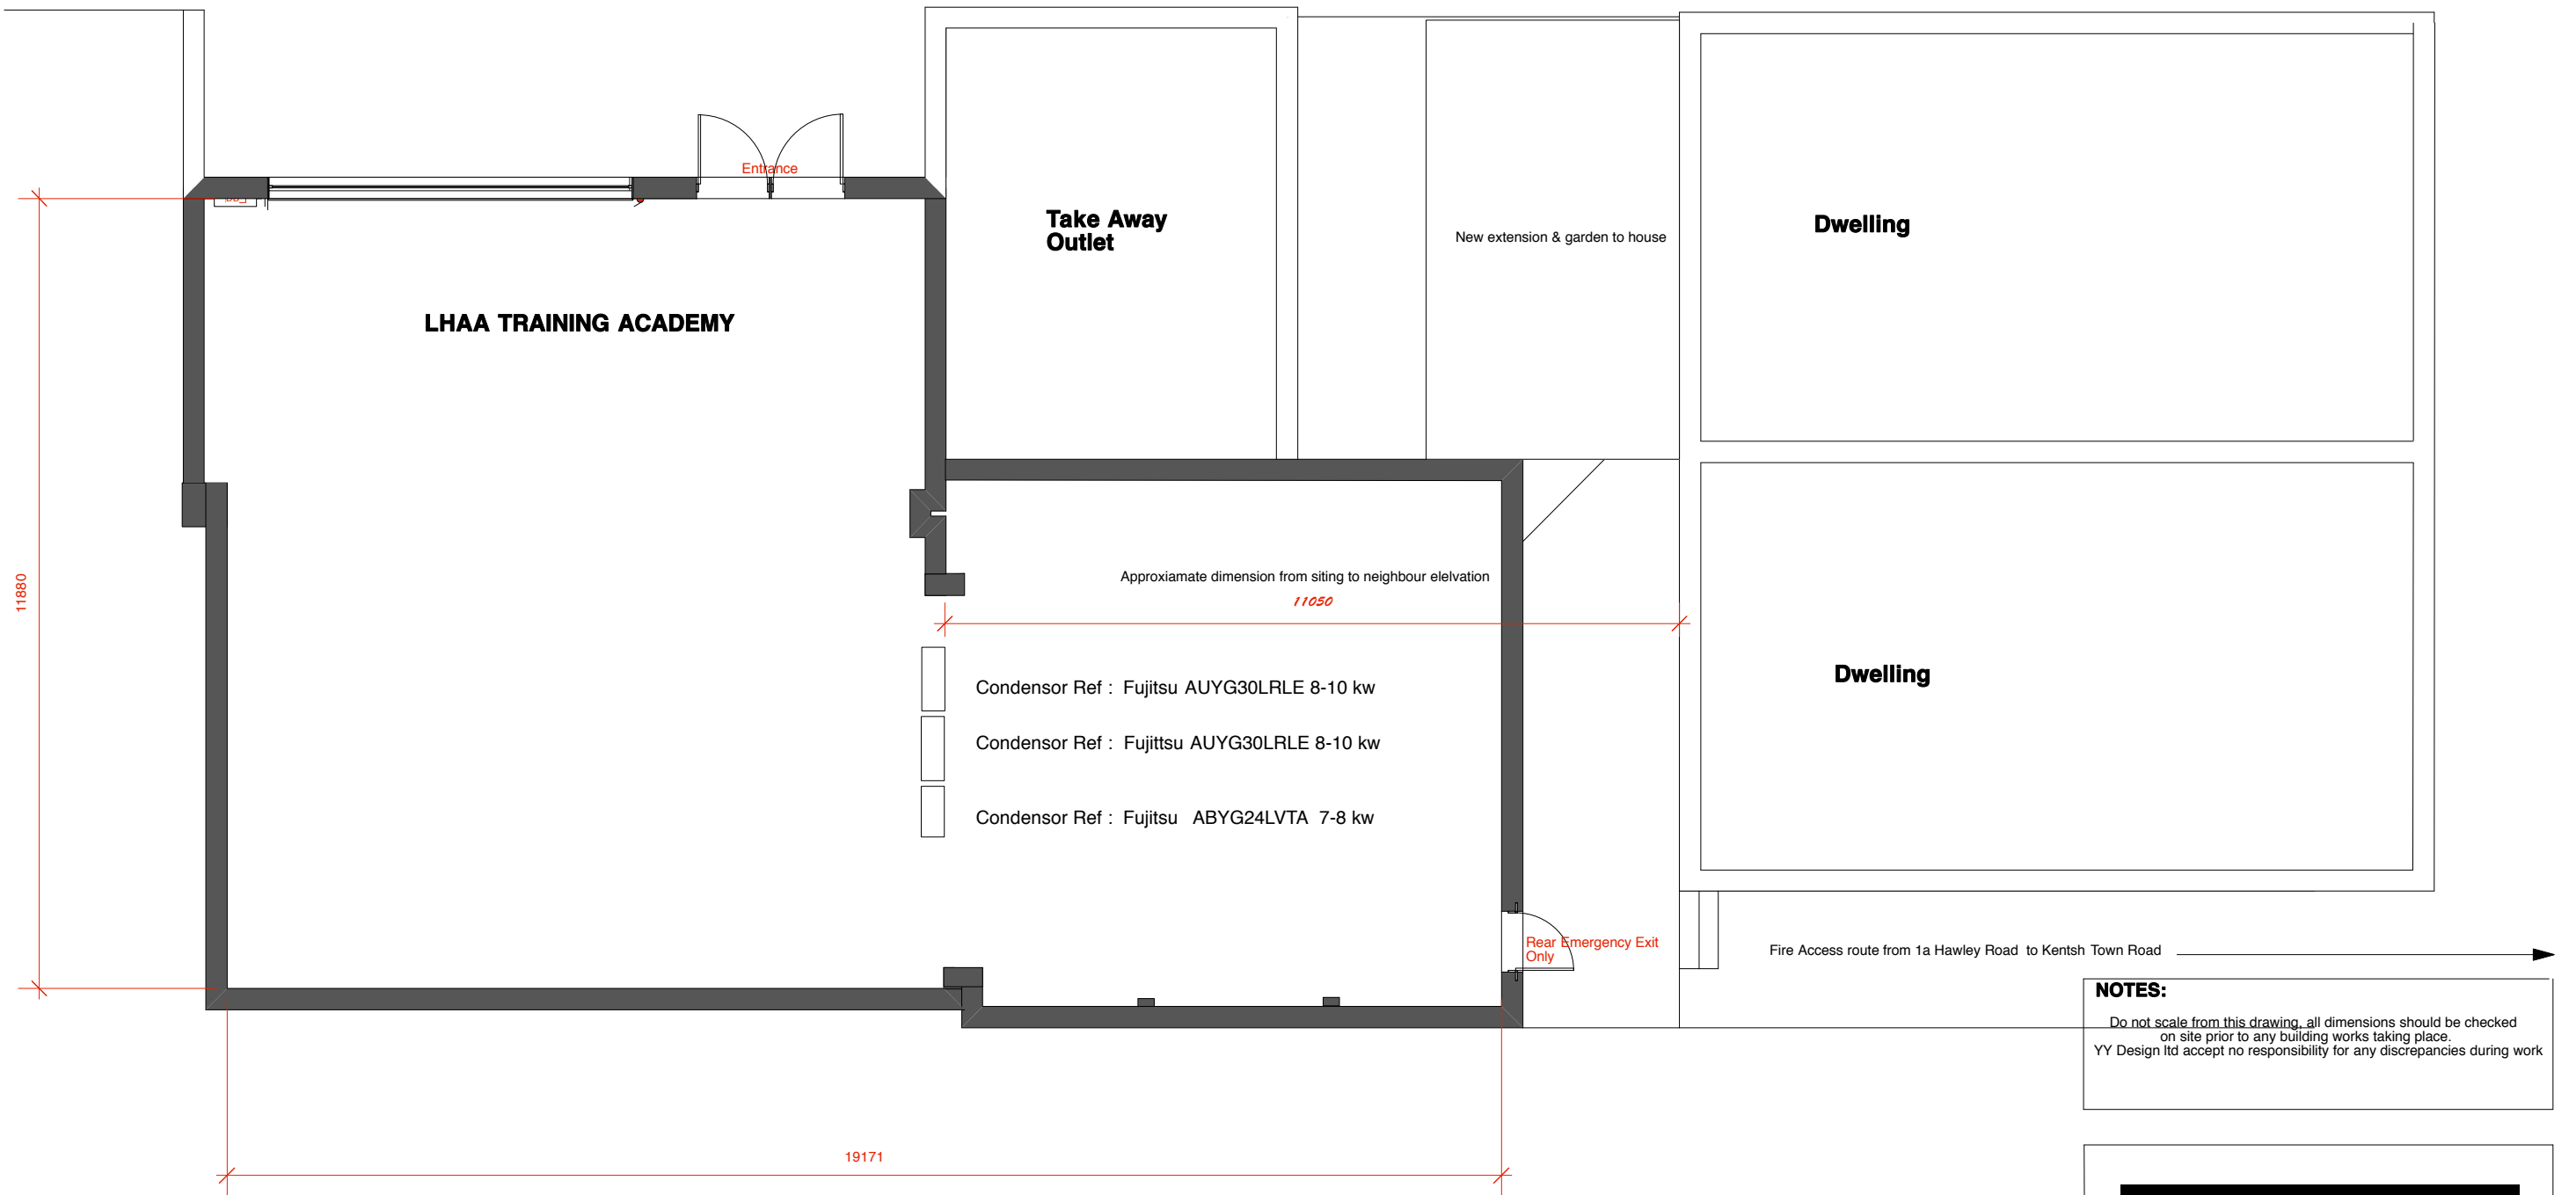 Entrance
Take Away
Outlet
New extension & garden to house
Dwelling
LHAA TRAINING ACADEMY
11880
Approxiamate dimension from siting to neighbour elelvation
11050
Condensor Ref : Fujitsu AUYG30LRLE 8-10 kw
Condensor Ref : Fujittsu AUYG30LRLE 8-10 kw
Condensor Ref : Fujitsu ABYG24LVTA 7-8 kw
Dwelling
Rear Emergency Exit
Only
Fire Access route from 1a Hawley Road to Kentsh Town Road
NOTES:
Do not scale from this drawing, all dimensions should be checked
on site prior to any building works taking place.
YY Design ltd accept no responsibility for any discrepancies during work
19171